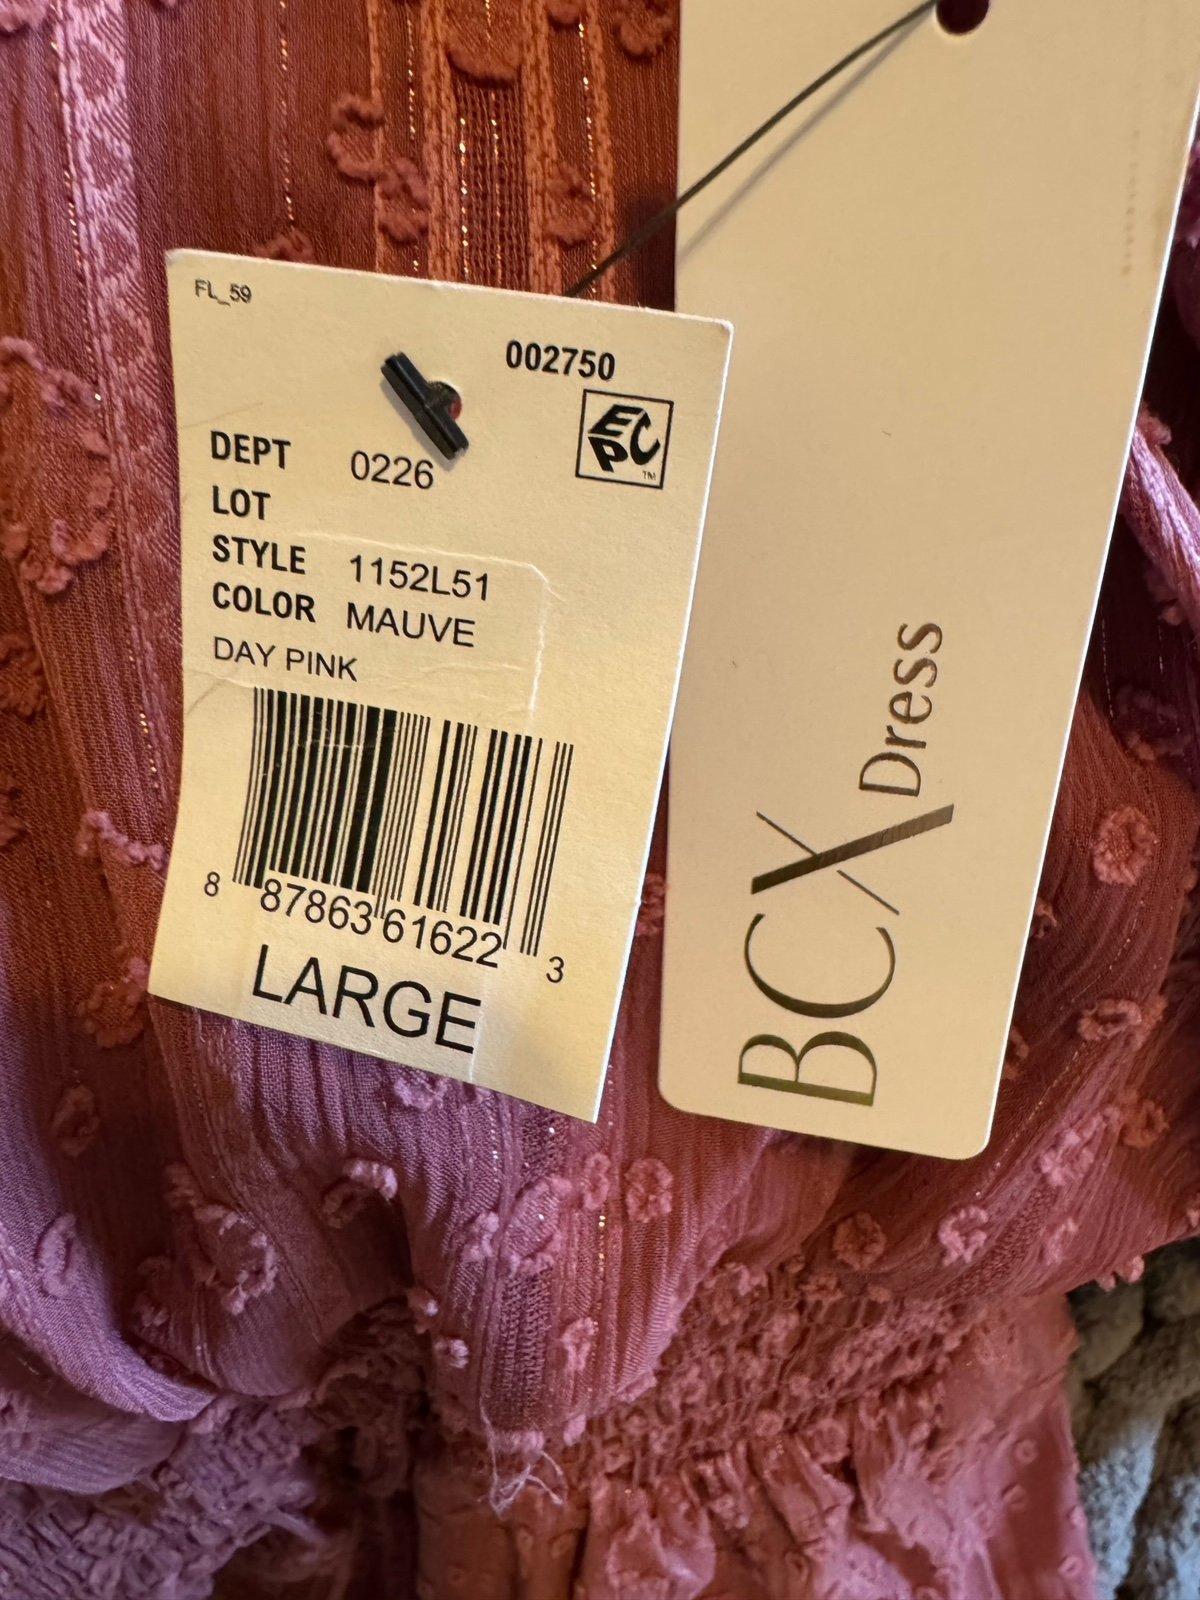 FL_59
002750
EPC
TM
DEPT 0226
LOT
STYLE 1152L51
COLOR MAUVE
DAY PINK
8 87863 61622 3
LARGE
BCX
Dress